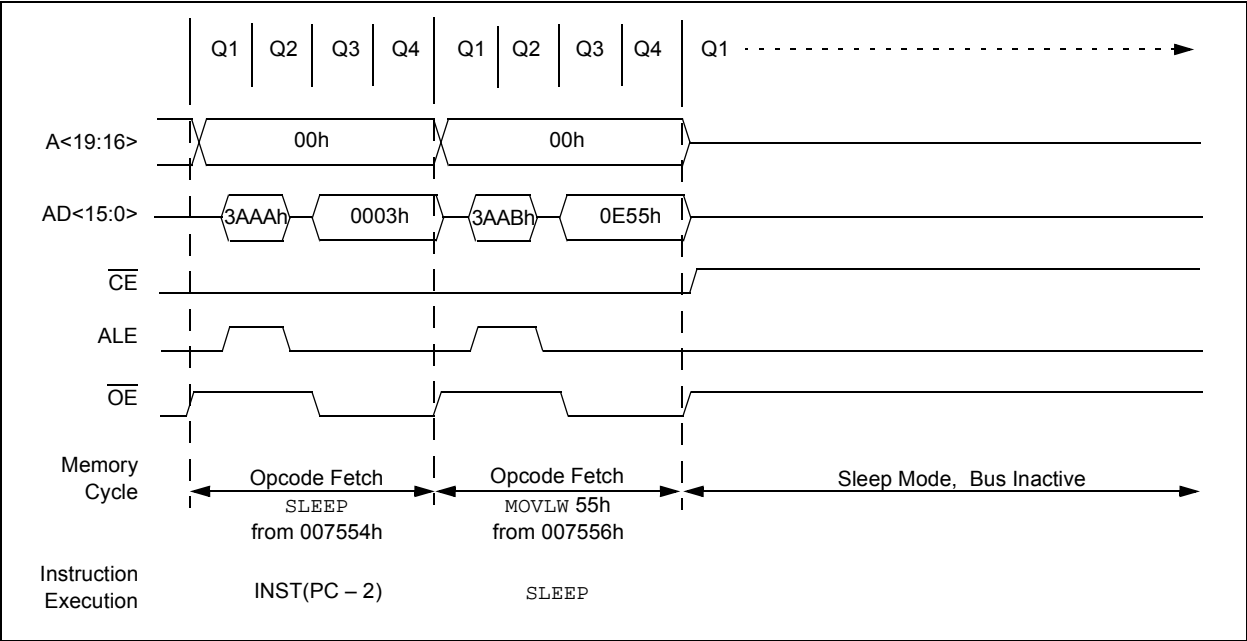 Q1 Q2 Q3 Q4 Q1 Q2 Q3 Q4 Q1
A<19:16> 00h 00h
AD<15:0> 3AAAh 0003h 3AABh 0E55h
CE
ALE
OE
Memory
Cycle
Opcode Fetch
SLEEP
from 007554h
Opcode Fetch
MOVLW 55h
from 007556h
Sleep Mode, Bus Inactive
Instruction
Execution
INST(PC – 2) SLEEP